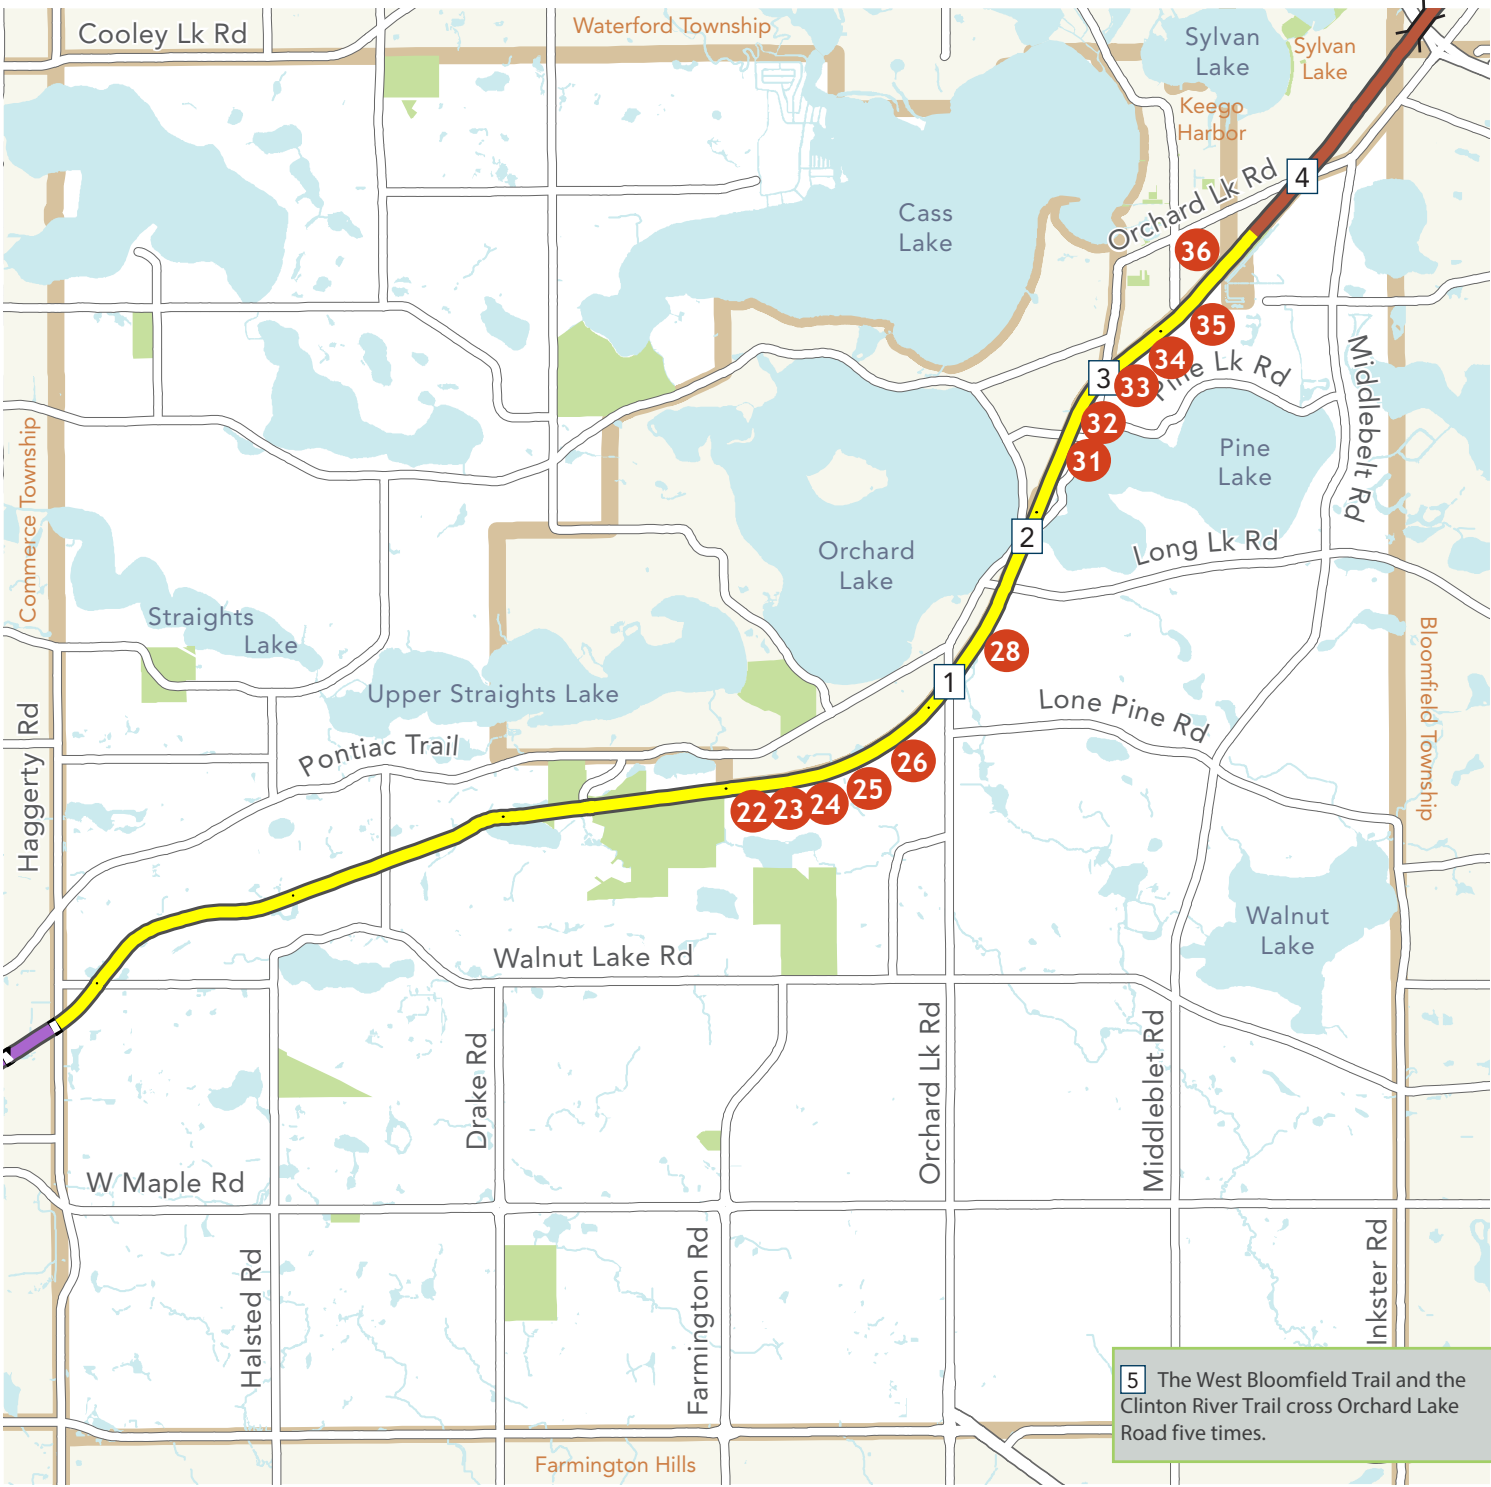 Cooley Lk Rd
Waterford Township
Sylvan
Lake
Sylvan
Lake
Keego
Harbor
4
Orchard Lk Rd
Cass
Lake
36
35
34
Pine Lk Rd
3
33
Middlebelt Rd
32
31
Pine
Lake
Commerce Township
2
Long Lk Rd
Orchard
Lake
Straights
Lake
28
1
Upper Straights Lake
Lone Pine Rd
Bloomfield Township
Haggerty Rd
Pontiac Trail
26
25
24
23
22
Walnut
Lake
Walnut Lake Rd
Drake Rd
Orchard Lk Rd
Middleblet Rd
W Maple Rd
Halsted Rd
Farmington Rd
Inkster Rd
5 The West Bloomfield Trail and the
Clinton River Trail cross Orchard Lake
Road five times.
Farmington Hills